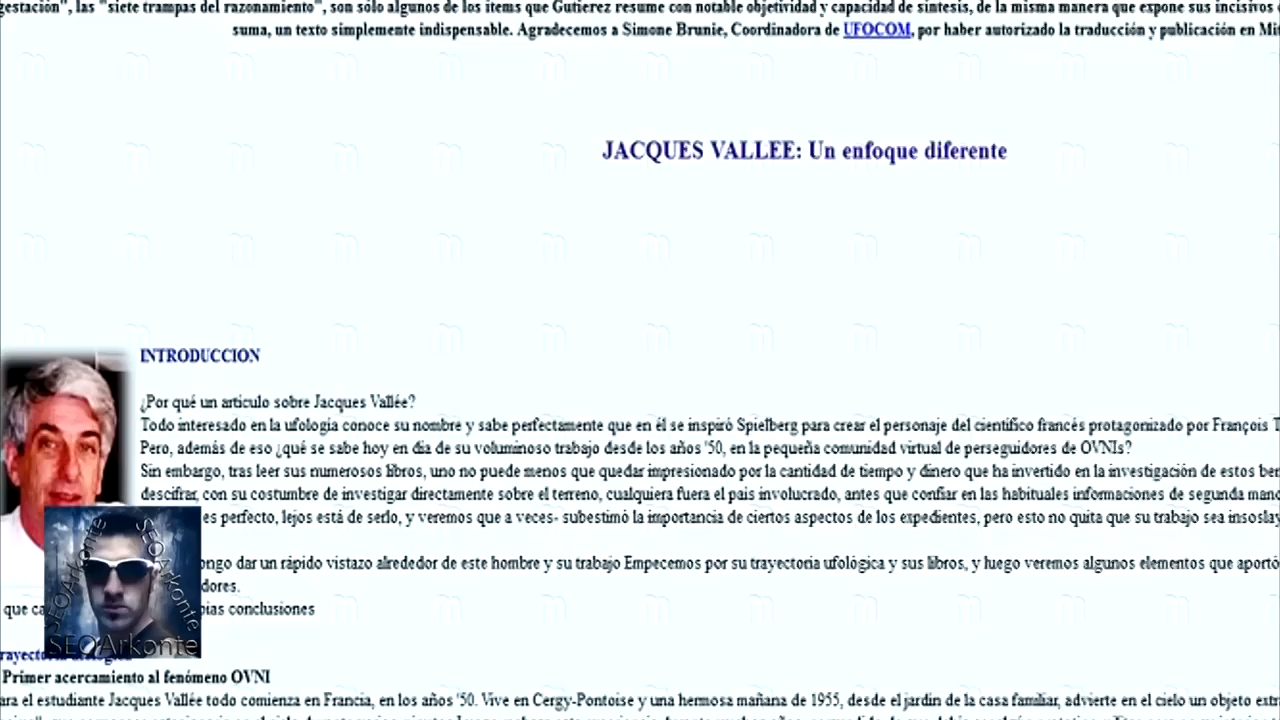 gestación", las "siete trampas del razonamiento", son sólo algunos de los items que Gutierez resume con notable objetividad y capacidad de síntesis, de la misma manera que expone sus incisivos
suma, un texto simplemente indispensable. Agradecemos a Simone Brunie, Coordinadora de UFOCOM, por haber autorizado la traducción y publicación en
JACQUES VALLEE: Un enfoque diferente
INTRODUCCION
¿Por qué un articulo sobre Jacques Vallée?
Todo interesado en la ufología conoce su nombre y sabe perfectamente que en él se inspiró Spielberg para crear el personaje del científico francés protagonizado por François T
Pero, además de eso ¿qué se sabe hoy en día de su voluminoso trabajo desde los años '50, en la pequeña comunidad virtual de perseguidores de OVNIs?
Sin embargo, tras leer sus numerosos libros, uno no puede menos que quedar impresionado por la cantidad de tiempo y dinero que ha invertido en la investigación de estos
descifrar, con su costumbre de investigar directamente sobre el terreno, cualquiera fuera el pais involucrado, antes que confiar en las habituales informaciones de segunda
es perfecto, lejos está de serlo, y veremos que a veces- subestimó la importancia de ciertos aspectos de los expedientes, pero esto no quita que su trabajo sea
ongo dar un rápido vistazo alrededor de este hombre y su trabajo Empecemos por su trayectoria ufológica y sus libros, y luego veremos algunos elementos que aportó
dores.
que ca
pias conclusiones
SEOArkonte
SEOArkonte
SEOArkonte
Primer acercamiento al fenómeno OVNI
ara el estudiante Jacques Vallée todo comienza en Francia, en los años '50. Vive en Cergy-Pontoise y una hermosa mañana de 1955, desde el jardín de la casa familiar, advierte en el cielo un objeto